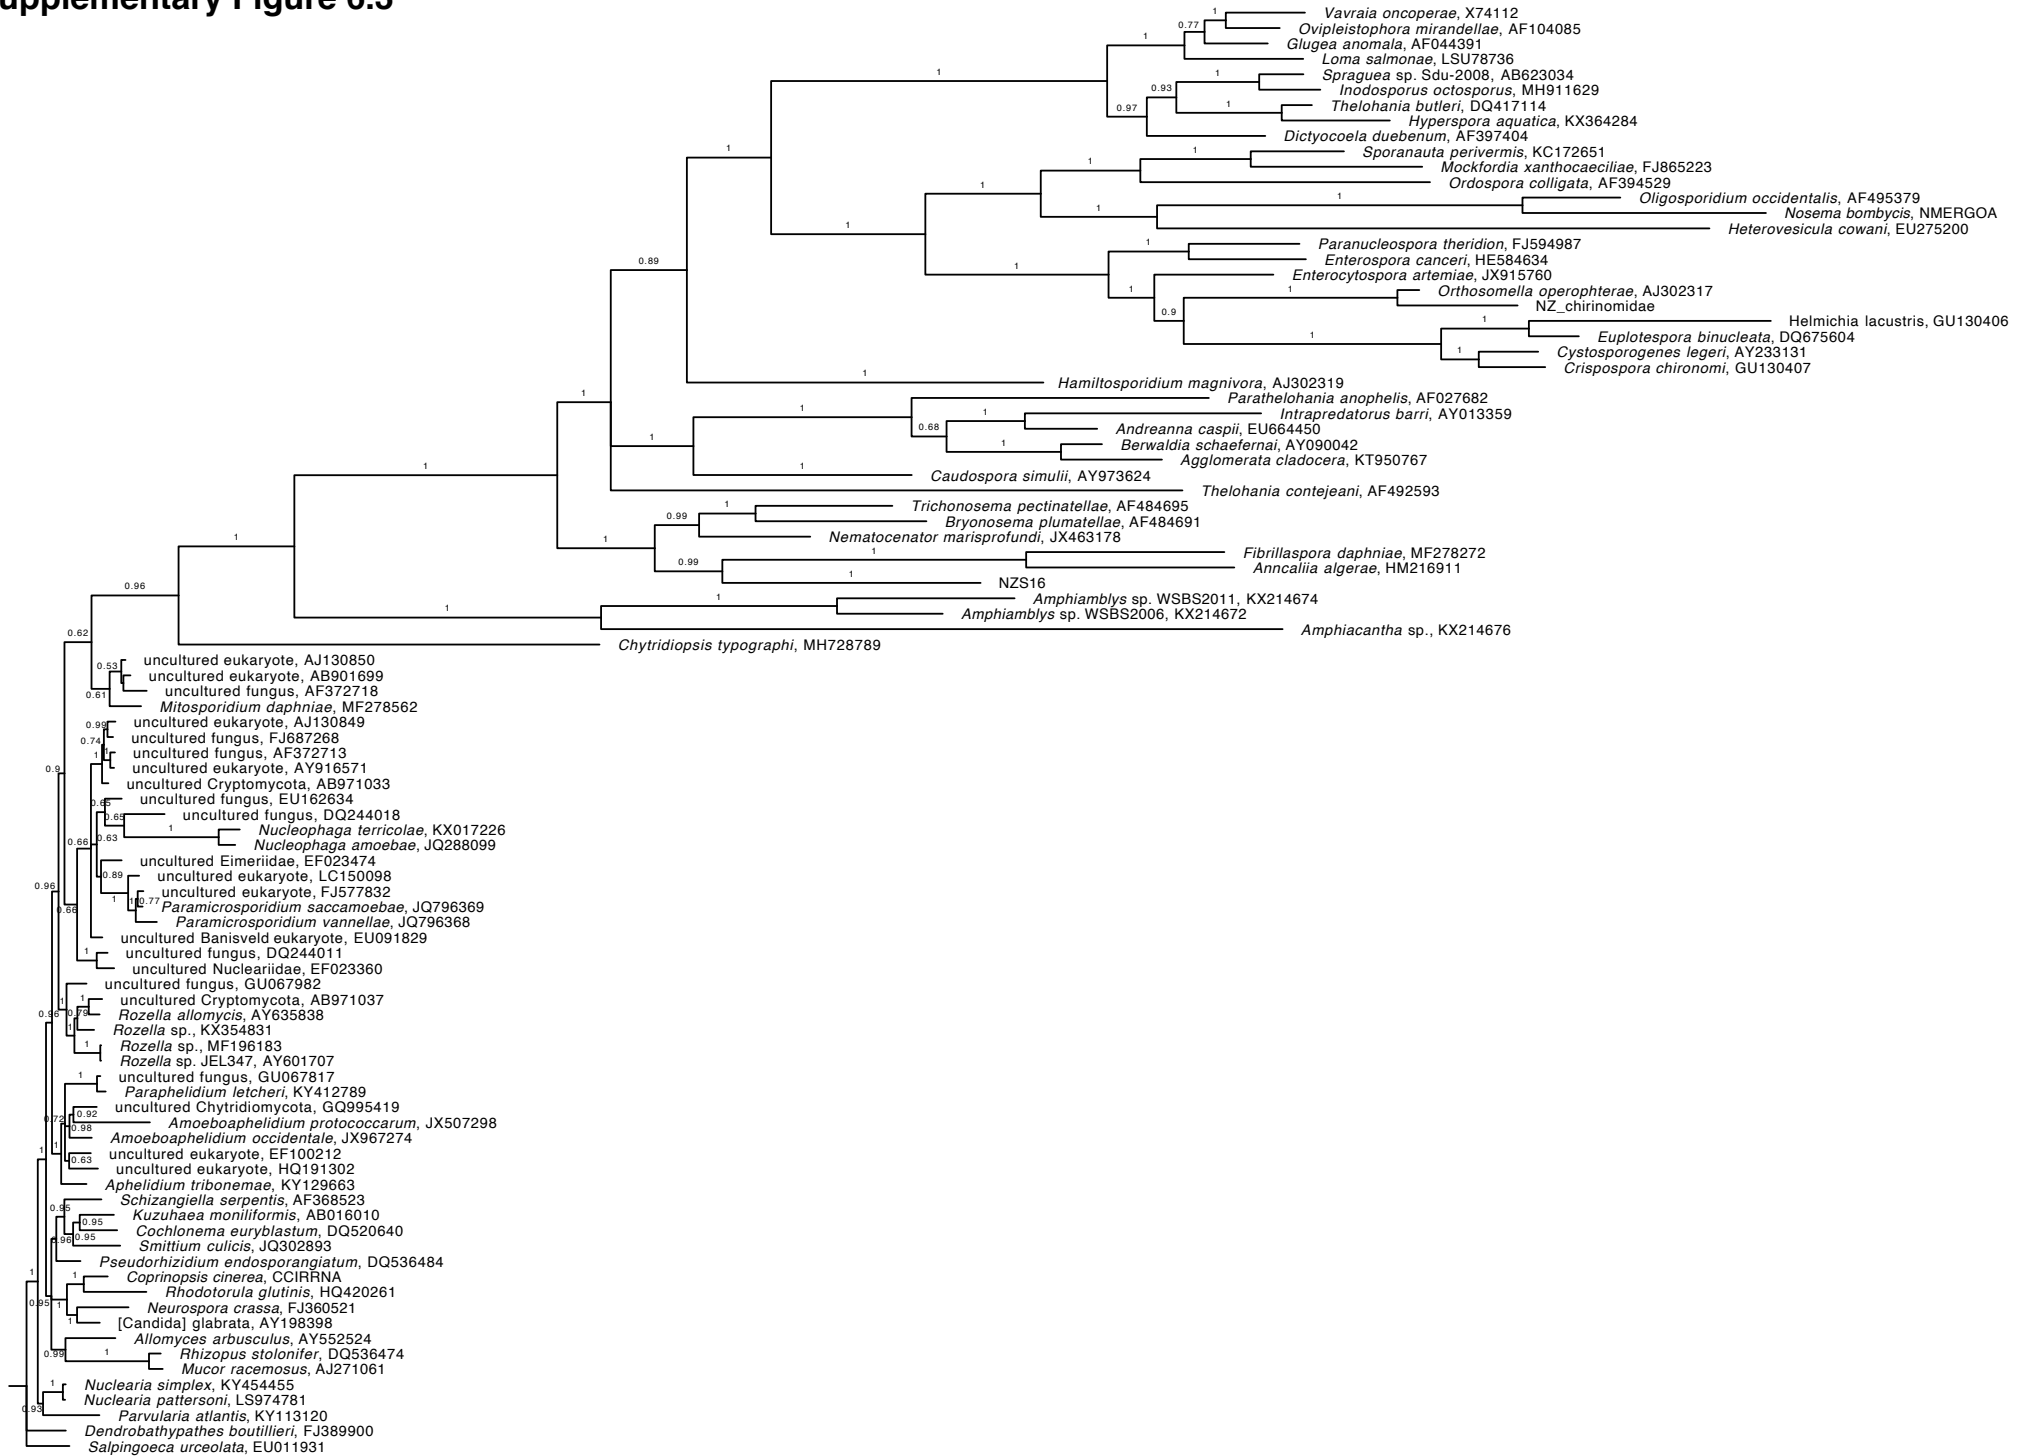 upplementary Figure
Vavraia oncoperae, X74112
Ovipleistophora mirandellae, AF104085
Glugea anomala, AF044391
Loma salmonae, LSU78736
Spraguea sp. Sdu-2008, AB623034
Inodosporus octosporus, MH911629
Thelohania butleri, DQ417114
Hyperspora aquatica, KX364284
Dictyocoela duebenum, AF397404
Sporanauta perivermis, KC172651
Mockfordia xanthocaeciliae, FJ865223
Ordospora colligata, AF394529
Oligosporidium occidentalis, AF495379
Nosema bombycis, NMERGOA
Heterovesicula cowani, EU275200
Paranucleospora theridion, FJ594987
Enterospora canceri, HE584634
Enterocytospora artemiae, JX915760
Orthosomella operophterae, AJ302317
NZ_chirinomidae
Helmichia lacustris, GU130406
Euplotespora binucleata, DQ675604
Cystosporogenes legeri, AY233131
Crispospora chironomi, GU130407
Hamiltosporidium magnivora, AJ302319
Parathelohania anophelis, AF027682
Intrapredatorus barri, AY013359
Andreanna caspii, EU664450
Berwaldia schaefernai, AY090042
Agglomerata cladocera, KT950767
Caudospora simulii, AY973624
Thelohania contejeani, AF492593
Trichonosema pectinatellae, AF484695
Bryonosema plumatellae, AF484691
Nematocenator marisprofundi, JX463178
Fibrillaspora daphniae, MF278272
Anncaliia algerae, HM216911
NZS16
Amphiamblys sp. WSBS2011, KX214674
Amphiamblys sp. WSBS2006, KX214672
Amphiacantha sp., KX214676
Chytridiopsis typographi, MH728789
uncultured eukaryote, AJ130850
uncultured eukaryote, AB901699
uncultured fungus, AF372718
Mitosporidium daphniae, MF278562
uncultured eukaryote, AJ130849
uncultured fungus, FJ687268
uncultured fungus, AF372713
uncultured eukaryote, AY916571
uncultured Cryptomycota, AB971033
uncultured fungus, EU162634
uncultured fungus, DQ244018
Nucleophaga terricolae, KX017226
Nucleophaga amoebae, JQ288099
uncultured Eimeriidae, EF023474
uncultured eukaryote, LC150098
uncultured eukaryote, FJ577832
Paramicrosporidium saccamoebae, JQ796369
Paramicrosporidium vannellae, JQ796368
uncultured Banisveld eukaryote, EU091829
uncultured fungus, DQ244011
uncultured Nucleariidae, EF023360
uncultured fungus, GU067982
uncultured Cryptomycota, AB971037
Rozella allomycis, AY635838
Rozella sp., KX354831
Rozella sp., MF196183
Rozella sp. JEL347, AY601707
uncultured fungus, GU067817
Paraphelidium letcheri, KY412789
uncultured Chytridiomycota, GQ995419
Amoeboaphelidium protococcarum, JX507298
Amoeboaphelidium occidentale, JX967274
uncultured eukaryote, EF100212
uncultured eukaryote, HQ191302
Aphelidium tribonemae, KY129663
Schizangiella serpentis, AF368523
Kuzuhaea moniliformis, AB016010
Cochlonema euryblastum, DQ520640
Smittium culicis, JQ302893
Pseudorhizidium endosporangiatum, DQ536484
Coprinopsis cinerea, CCIRRNA
Rhodotorula glutinis, HQ420261
Neurospora crassa, FJ360521
[Candida] glabrata, AY198398
Allomyces arbusculus, AY552524
Rhizopus stolonifer, DQ536474
Mucor racemosus, AJ271061
Nuclearia simplex, KY454455
Nuclearia pattersoni, LS974781
Parvularia atlantis, KY113120
Dendrobathypathes boutillieri, FJ389900
Salpingoeca urceolata, EU011931